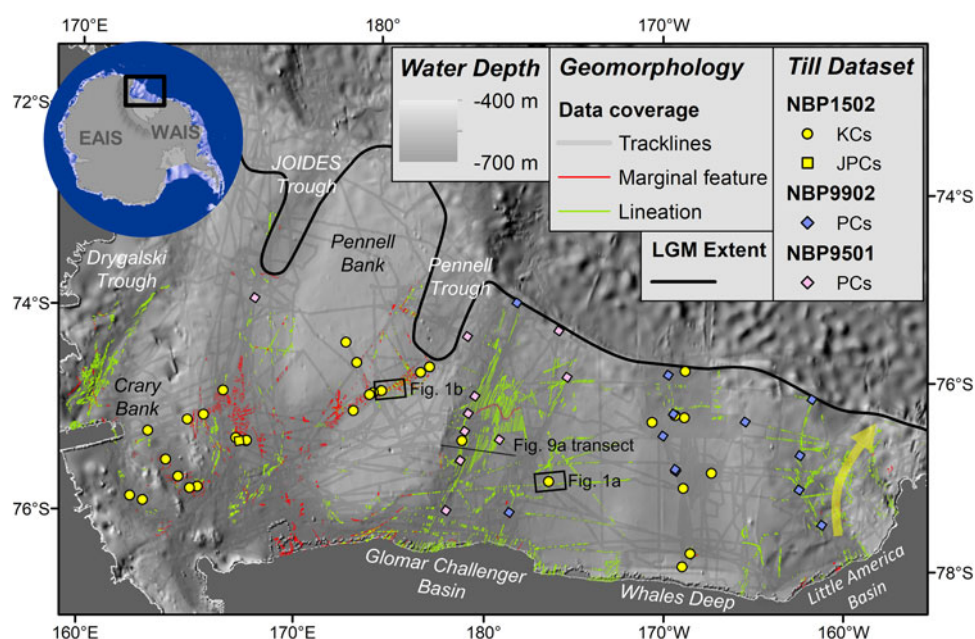 170°E
180°
170°W
72°S
74°S
76°S
74°S
76°S
78°S
160°E
170°E
180°
170°W
160°W
EAIS
WAIS
Water Depth
-400 m
-700 m
Geomorphology
Data coverage
Tracklines
Marginal feature
Lineation
LGM Extent
Till Dataset
NBP1502
KCs
JPCs
NBP9902
PCs
NBP9501
PCs
JOIDES
Trough
Pennell
Bank
Pennell
Trough
Drygalski
Trough
Crary
Bank
Fig. 1b
Fig. 9a transect
Fig. 1a
Glomar Challenger
Basin
Whales Deep
Little America
Basin